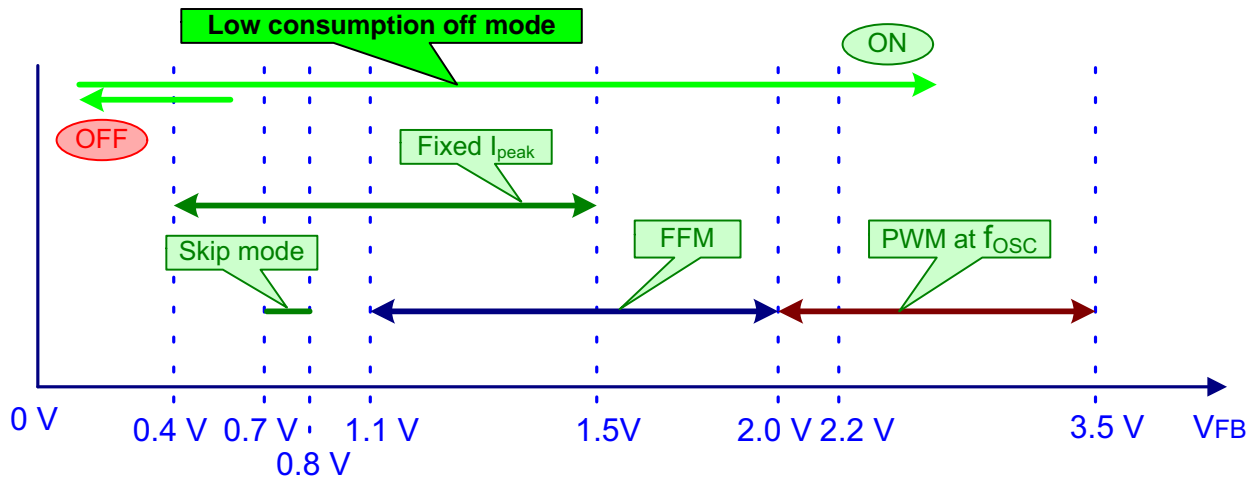 Low consumption off mode
ON
OFF
Fixed Ipeak
Skip mode
FFM
PWM at fOSC
0 V
0.4 V
0.7 V
0.8 V
1.1 V
1.5V
2.0 V
2.2 V
3.5 V
VFB